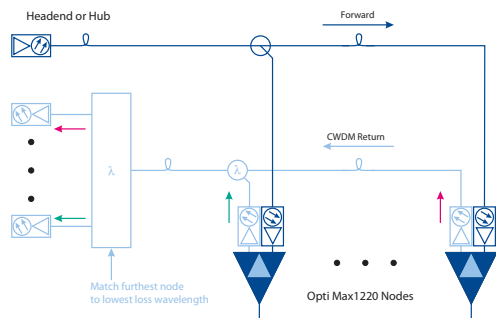 Headend or Hub
Forward
CWDM Return
λ
λ
Match furthest node
to lowest loss wavelength
Opti Max1220 Nodes